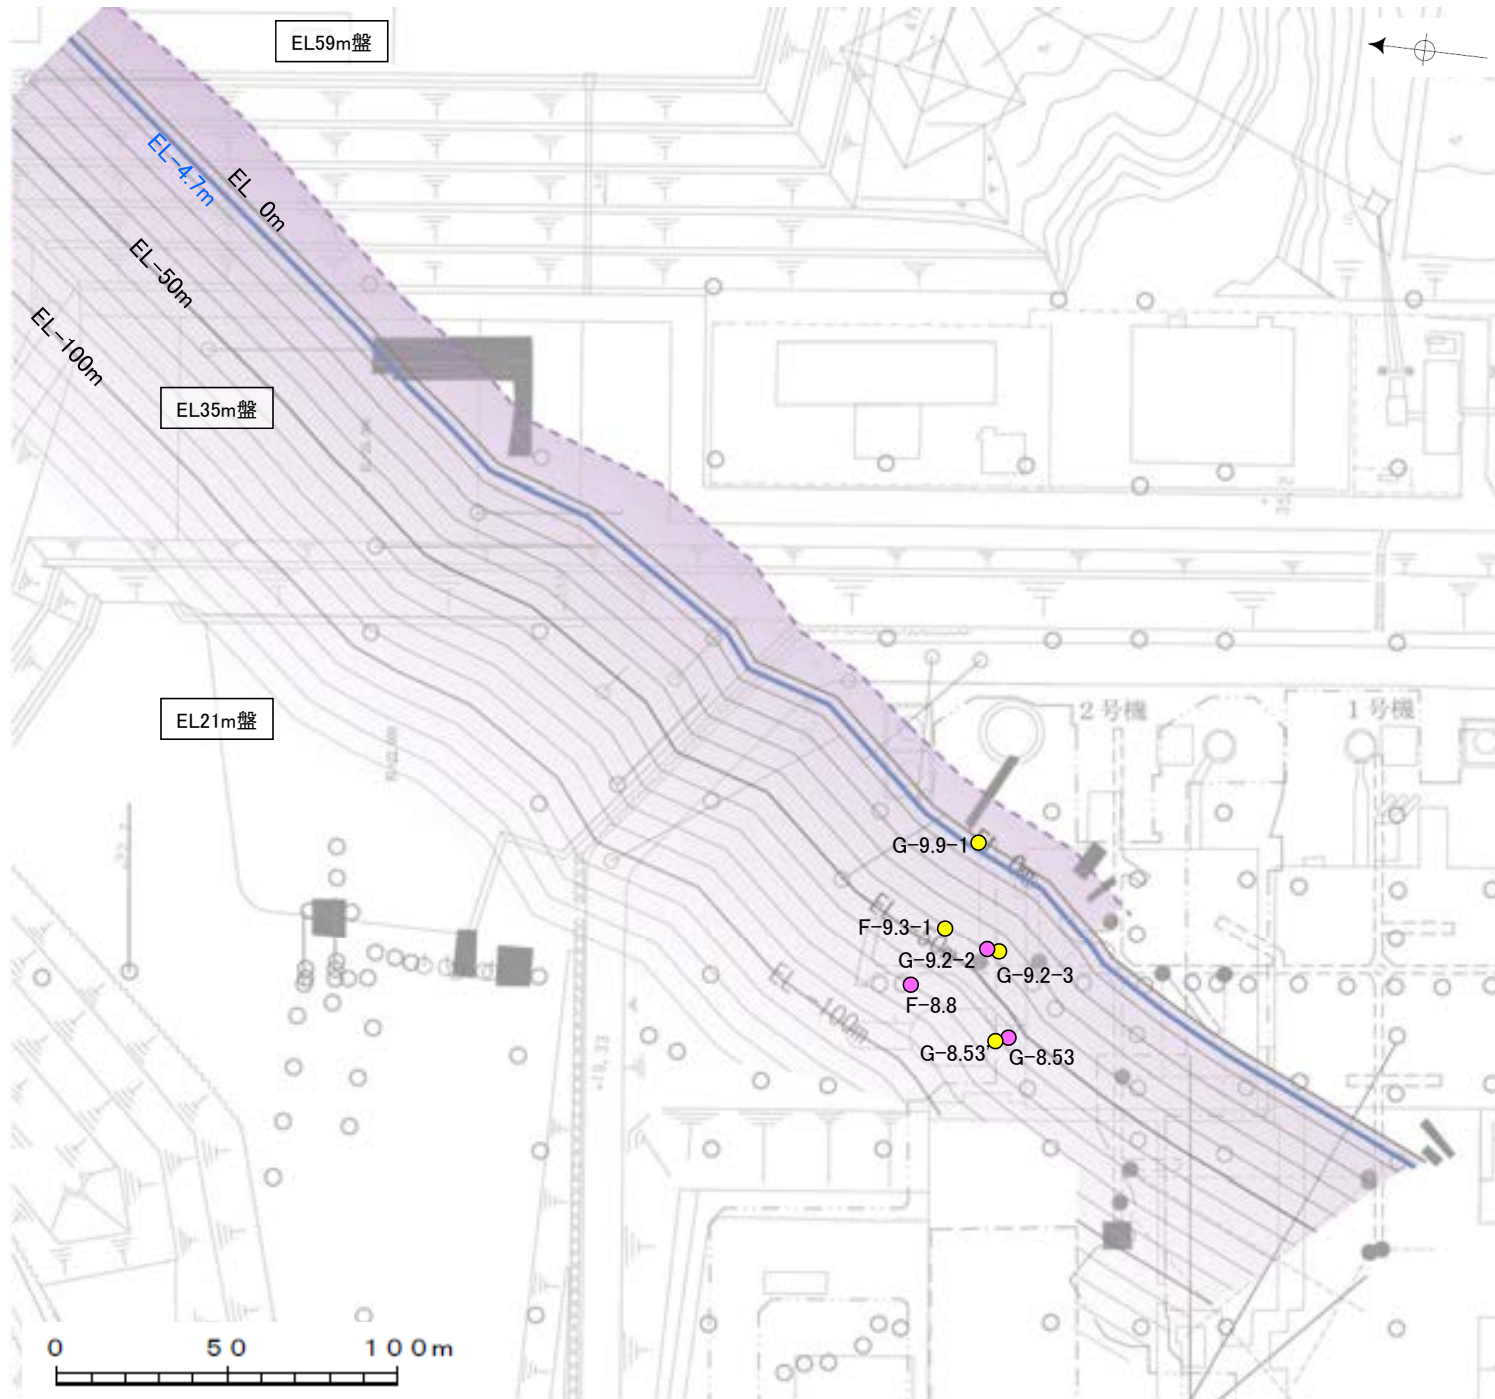 EL59m盤
EL-4.7m
EL 0m
EL-50m
EL-100m
EL35m盤
EL21m盤
2号機
1号機
G-9.9-1
EL 0m
F-9.3-1
G-9.2-2
G-9.2-3
F-8.8
EL -100m
G-8.53'
G-8.53
0 50 100m